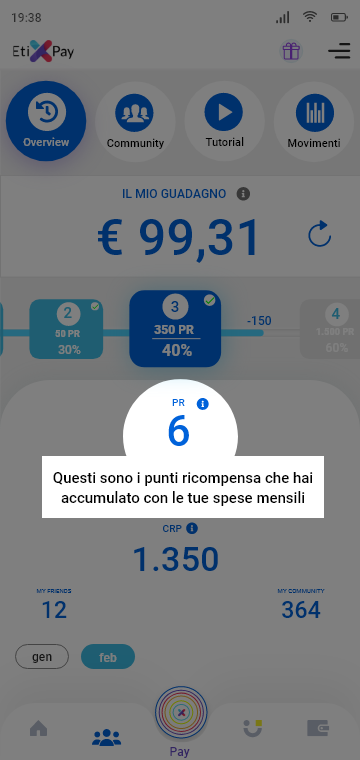 19:38
Eti Pay
Overview
Community
Tutorial
Movimenti
IL MIO GUADAGNO
€ 99,31
2
50 PR
30%
3
350 PR
40%
-150
4
1.500 PR
60%
PR
6
Questi sono i punti ricompensa che hai
accumulato con le tue spese mensili
CRP
1.350
MY FRIENDS
12
MY COMMUNITY
364
gen
feb
Pay